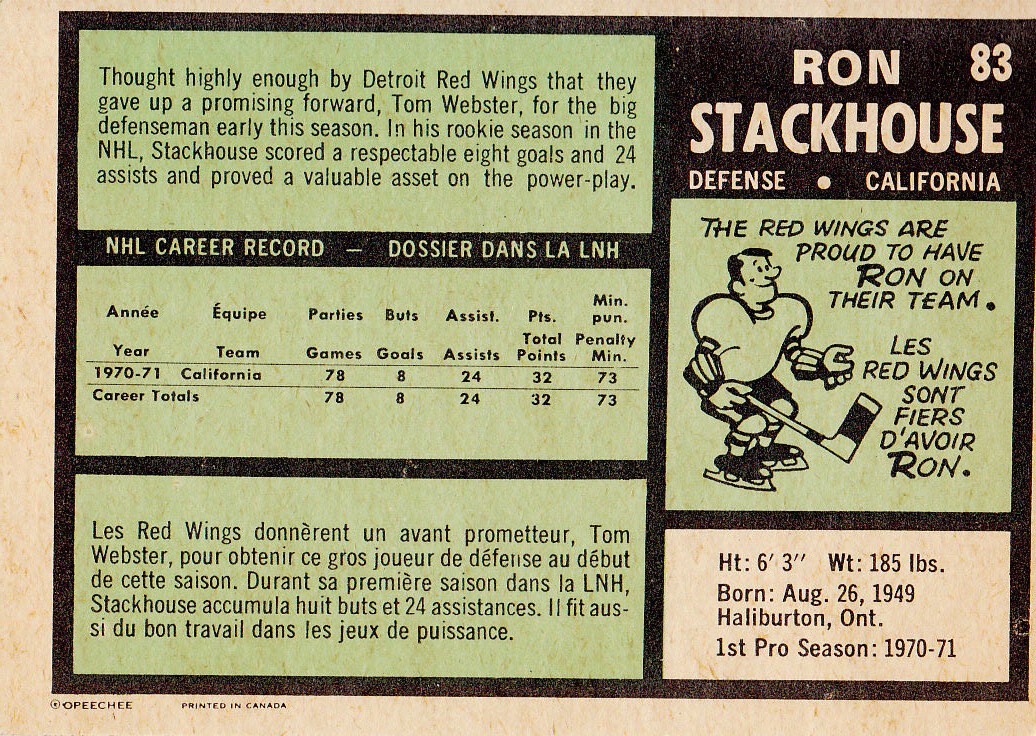 Thought highly enough by Detroit Red Wings that they
gave up a promising forward, Tom Webster, for the big
defenseman early this season. In his rookie season in the
NHL, Stackhouse scored a respectable eight goals and 24
assists and proved a valuable asset on the power-play.
NHL CAREER RECORD — DOSSIER DANS LA LNH
Année Équipe Parties Buts Assist. Pts. Min. pun.
Year Team Games Goals Assists Total Points Penalty Min.
1970-71 California 78 8 24 32 73
Career Totals 78 8 24 32 73
Les Red Wings donnèrent un avant prometteur, Tom
Webster, pour obtenir ce gros joueur de défense au début
de cette saison. Durant sa première saison dans la LNH,
Stackhouse accumula huit buts et 24 assistances. Il fit aus-
si du bon travail dans les jeux de puissance.
RON 83
STACKHOUSE
DEFENSE • CALIFORNIA
THE RED WINGS ARE
PROUD TO HAVE
RON ON
THEIR TEAM.
LES
RED WINGS
SONT
FIERS
D'AVOIR
RON.
Ht: 6' 3" Wt: 185 lbs.
Born: Aug. 26, 1949
Haliburton, Ont.
1st Pro Season: 1970-71
© OPEECHEE PRINTED IN CANADA